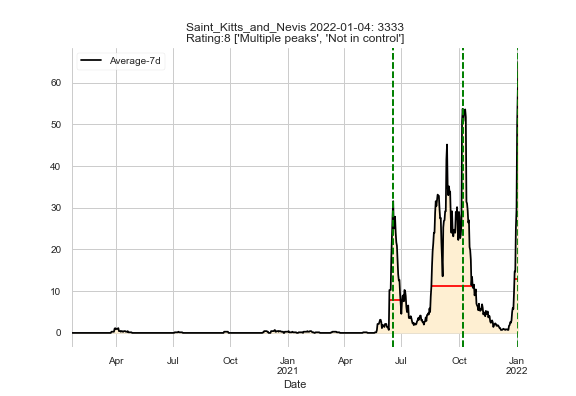 Saint_Kitts_and_Nevis 2022-01-04: 3333
Rating:8 ['Multiple peaks', 'Not in control']
Average-7d
60
50
40
30
20
10
0
Apr Jul Oct Jan Apr Jul Oct Jan
2021 2022
Date